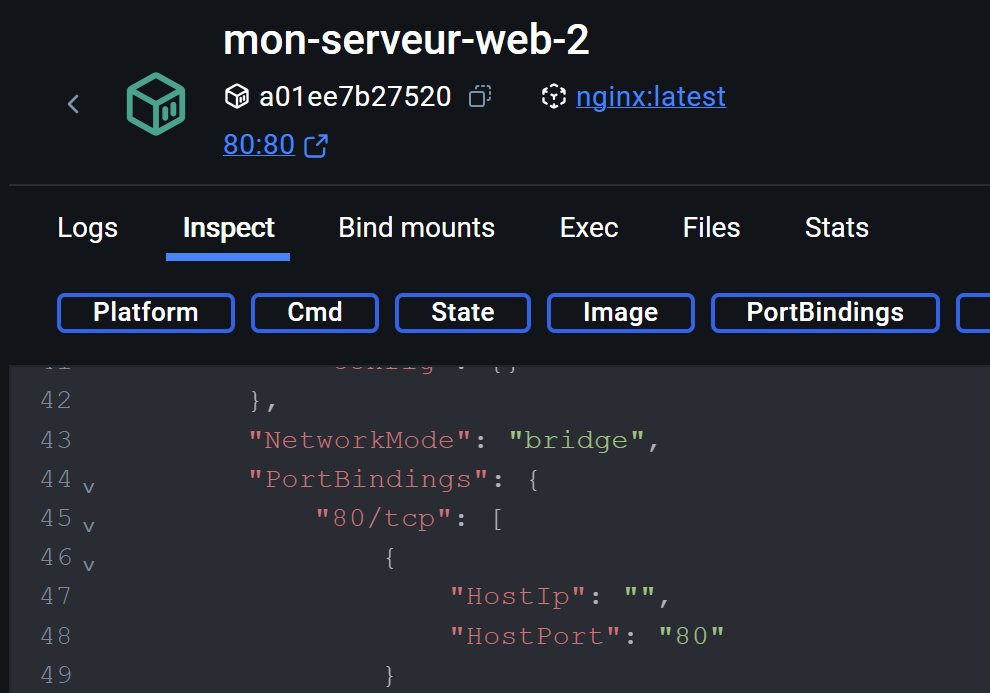 mon-serveur-web-2
a01ee7b27520 nginx:latest
80:80
Logs Inspect Bind mounts Exec Files Stats
Platform Cmd State Image PortBindings
42 },
43 "NetworkMode": "bridge",
44 v "PortBindings": {
45 v "80/tcp": [
46 v {
47 "HostIp": "",
48 "HostPort": "80"
49 }